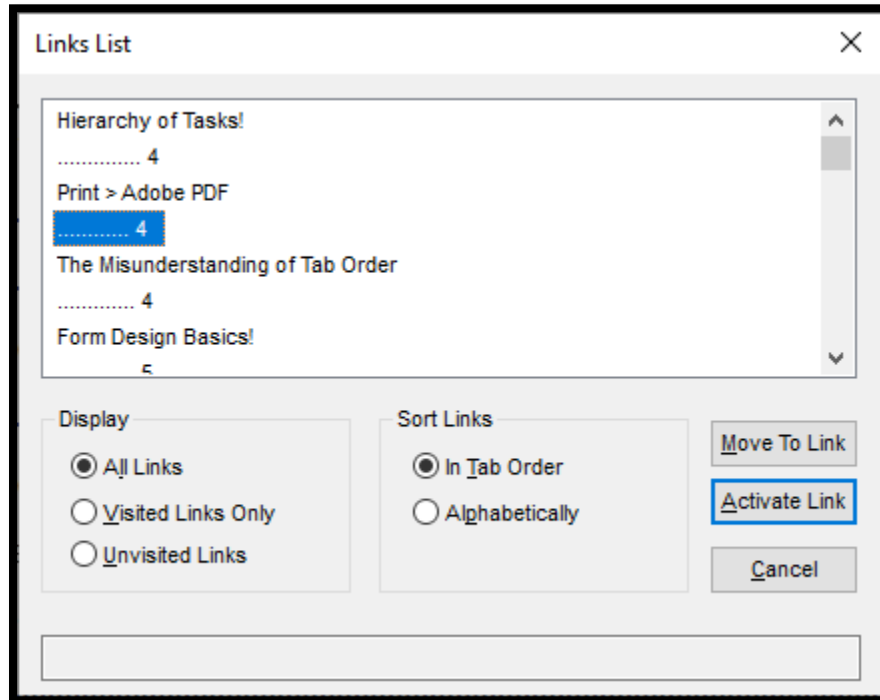 Links List
Hierarchy of Tasks!
.............. 4
Print > Adobe PDF
............ 4
The Misunderstanding of Tab Order
............. 4
Form Design Basics!
.............. 5
Display
All Links
Visited Links Only
Unvisited Links
Sort Links
In Tab Order
Alphabetically
Move To Link
Activate Link
Cancel